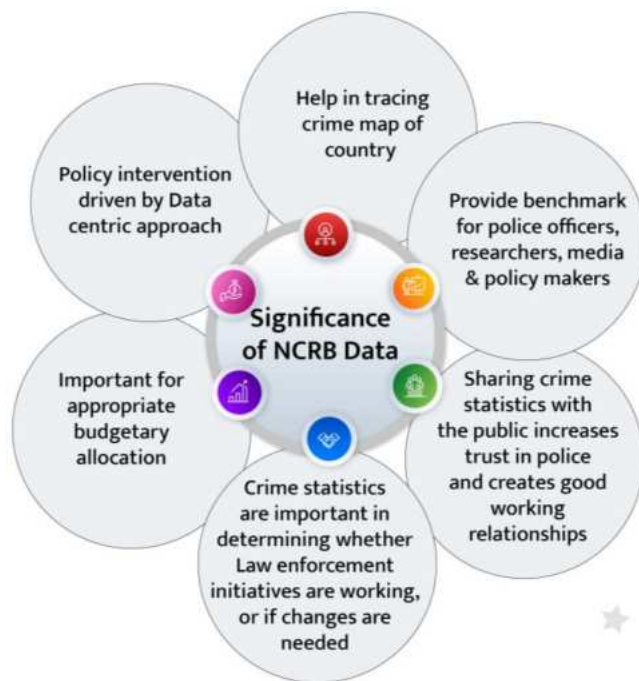 Help in tracing
crime map of
country
Provide benchmark
for police officers,
researchers, media
& policy makers
Sharing crime
statistics with
the public increases
trust in police
and creates good
working
relationships
Crime statistics
are important in
determining whether
Law enforcement
initiatives are working,
or if changes are
needed
Important for
appropriate
budgetary
allocation
Policy intervention
driven by Data
centric approach
Significance
of NCRB Data